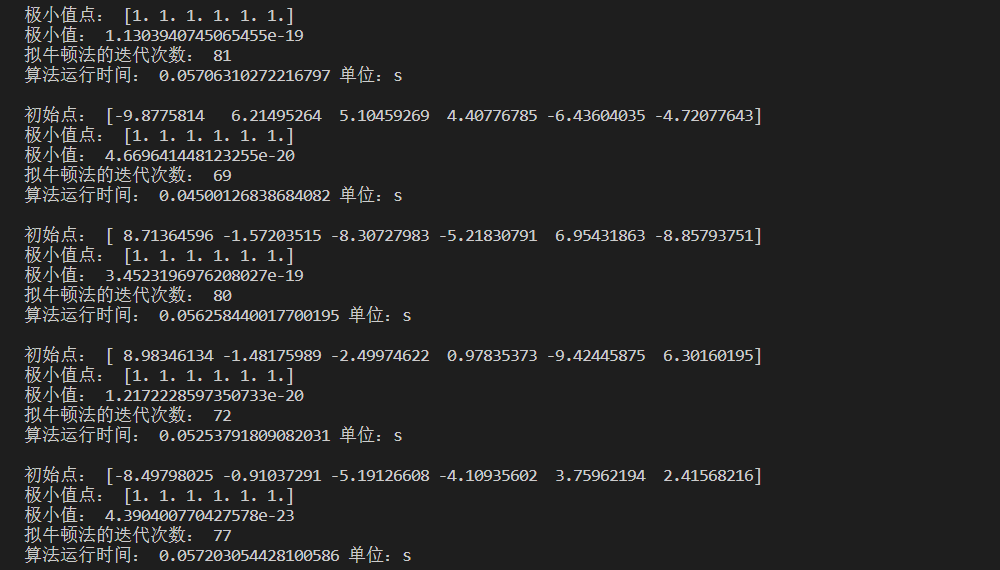 极小值点： [1. 1. 1. 1. 1. 1.]
极小值： 1.1303940745065455e-19
拟牛顿法的迭代次数： 81
算法运行时间： 0.05706310272216797 单位：s
初始点： [-9.8775814   6.21495264  5.10459269  4.40776785 -6.43604035 -4.72077643]
极小值点： [1. 1. 1. 1. 1. 1.]
极小值： 4.669641448123255e-20
拟牛顿法的迭代次数： 69
算法运行时间： 0.04500126838684082 单位：s
初始点： [ 8.71364596 -1.57203515 -8.30727983 -5.21830791  6.95431863 -8.85793751]
极小值点： [1. 1. 1. 1. 1. 1.]
极小值： 3.4523196976208027e-19
拟牛顿法的迭代次数： 80
算法运行时间： 0.056258440017700195 单位：s
初始点： [ 8.98346134 -1.48175989 -2.49974622  0.97835373 -9.42445875  6.30160195]
极小值点： [1. 1. 1. 1. 1. 1.]
极小值： 1.2172228597350733e-20
拟牛顿法的迭代次数： 72
算法运行时间： 0.05253791809082031 单位：s
初始点： [-8.49798025 -0.91037291 -5.19126608 -4.10935602  3.75962194  2.41568216]
极小值点： [1. 1. 1. 1. 1. 1.]
极小值： 4.390400770427578e-23
拟牛顿法的迭代次数： 77
算法运行时间： 0.057203054428100586 单位：s